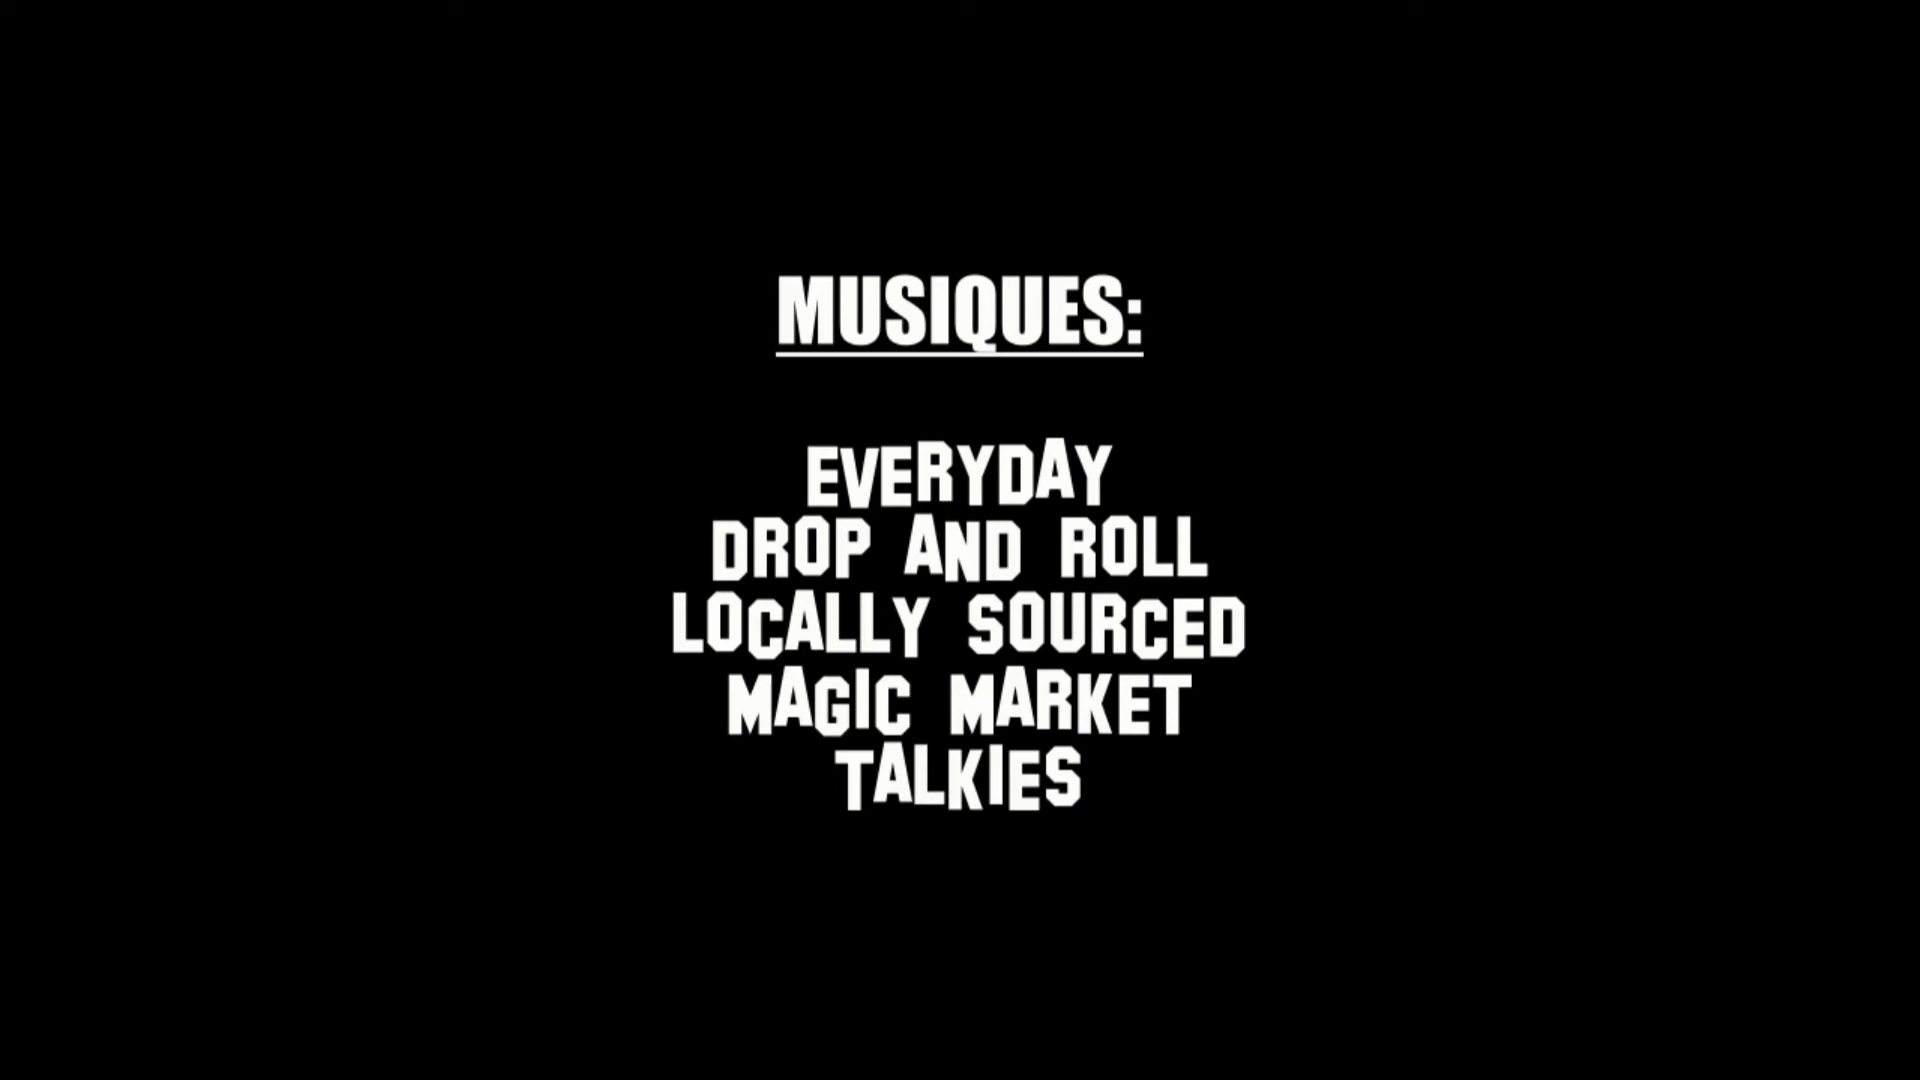 MUSIQUES:
EVERYDAY
DROP AND ROLL
LOCALLY SOURCED
MAGIC MARKET
TALKIES